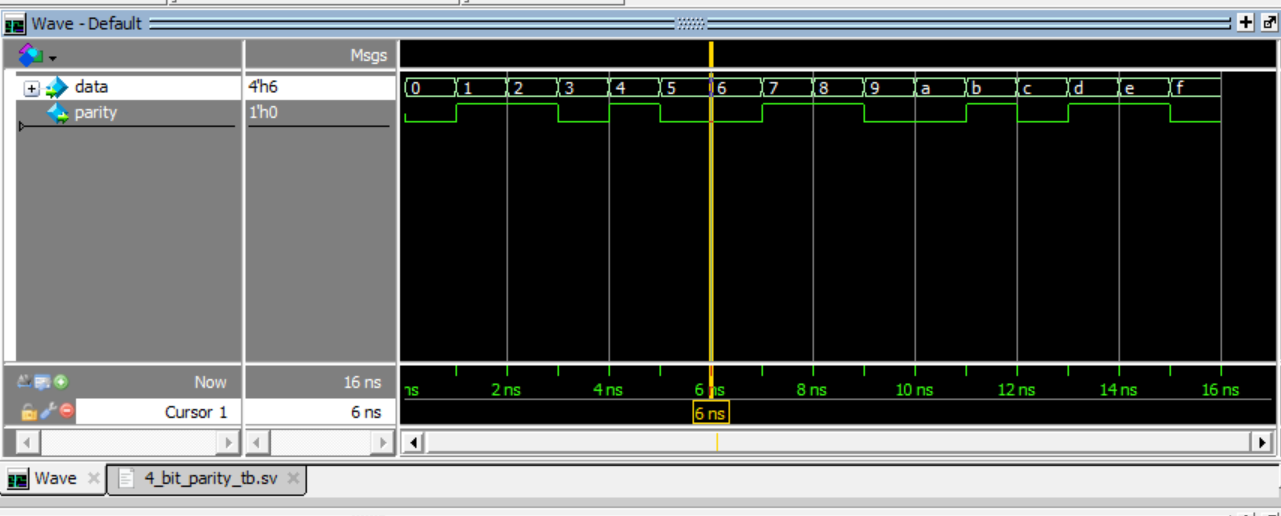 Wave - Default
Msgs
data 4'h6 0 1 2 3 4 5 6 7 8 9 a b c d e f
parity 1'h0
Now 16 ns ns 2 ns 4 ns 6 ns 8 ns 10 ns 12 ns 14 ns 16 ns
Cursor 1 6 ns 6 ns
Wave 4_bit_parity_tb.sv